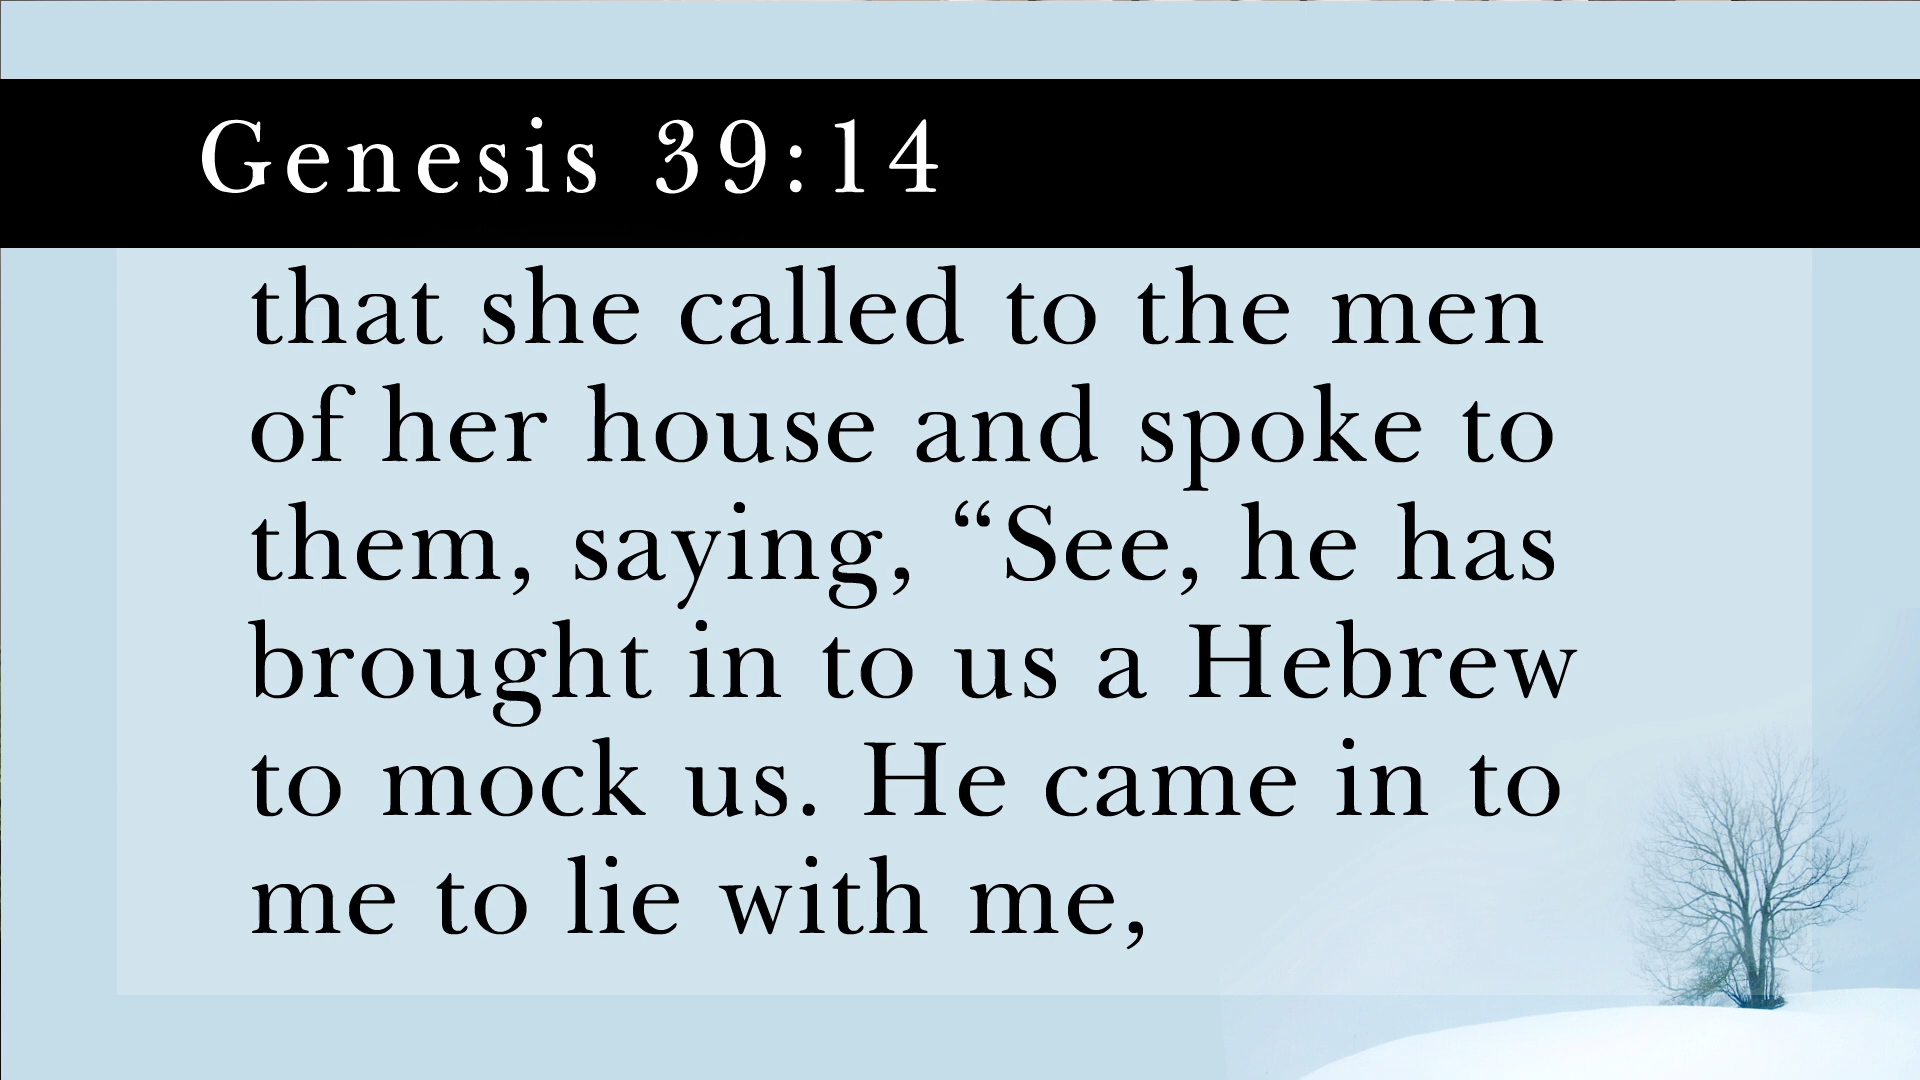 Genesis 39:14
that she called to the men
of her house and spoke to
them, saying, “See, he has
brought in to us a Hebrew
to mock us. He came in to
me to lie with me,